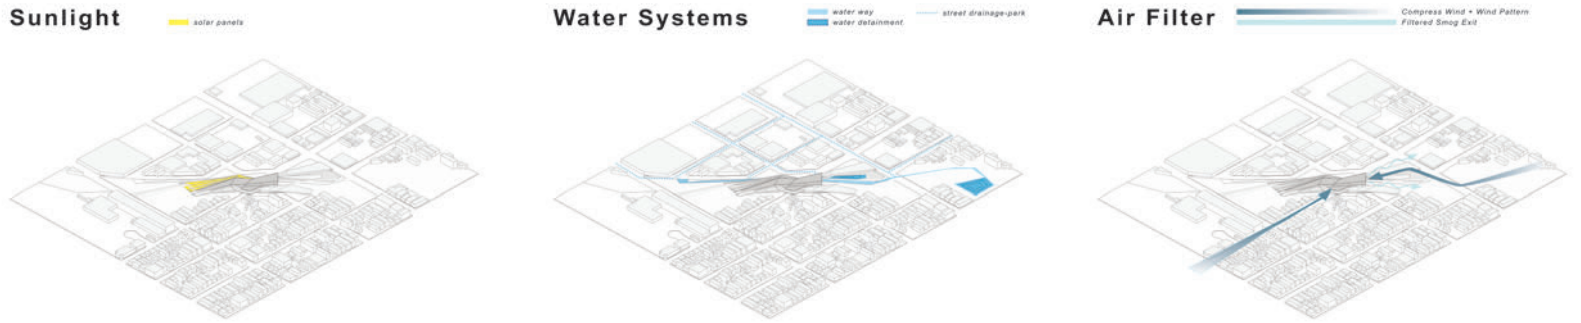 Sunlight
solar panels
Water Systems
water way
water detainment
street drainage-park
Air Filter
Compress Wind + Wind Pattern
Filtered Smog Exit